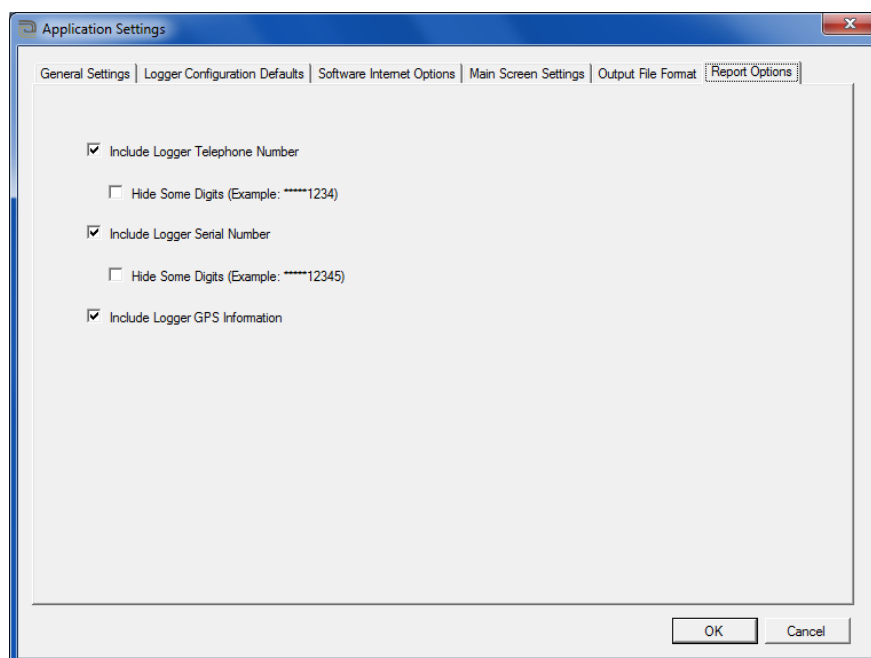 Application Settings
General Settings Logger Configuration Defaults Software Internet Options Main Screen Settings Output File Format Report Options
Include Logger Telephone Number
Hide Some Digits (Example: *****1234)
Include Logger Serial Number
Hide Some Digits (Example: *****12345)
Include Logger GPS Information
OK Cancel